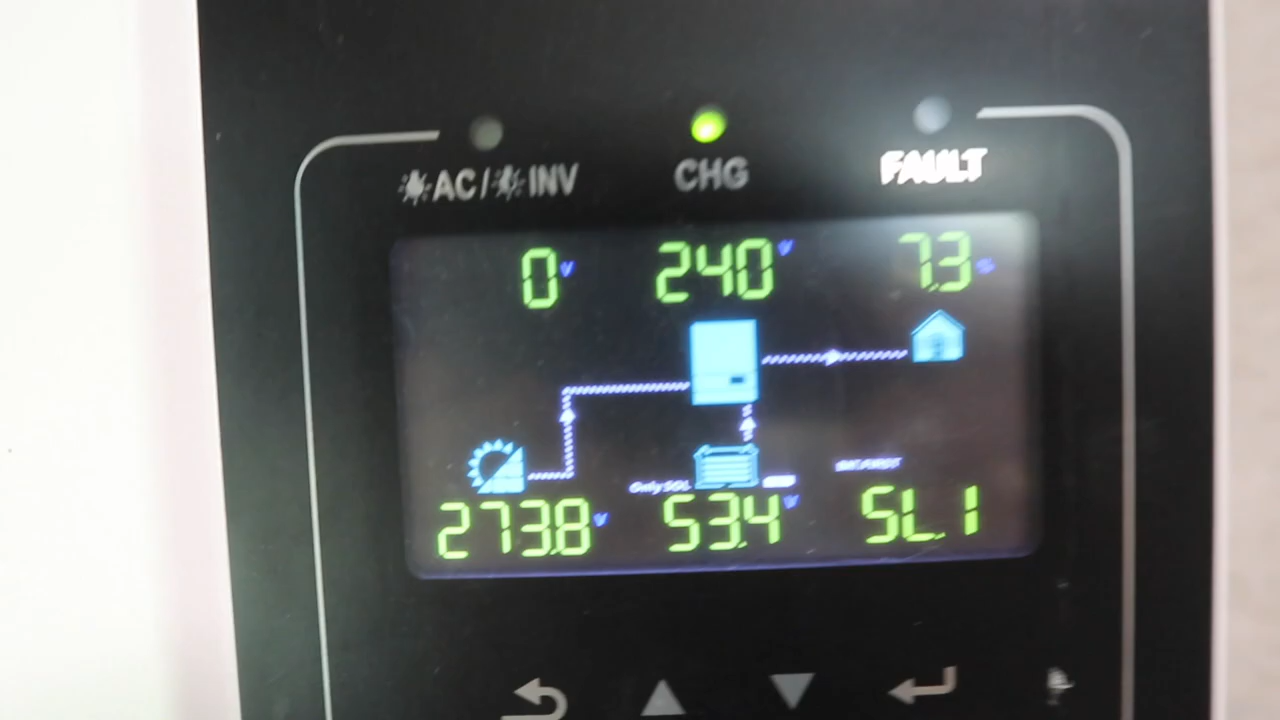 AC/ INV
CHG
FAULT
0 V
240 V
7.3 %
Only SOL
273.8 V
53.4 V
SL.1